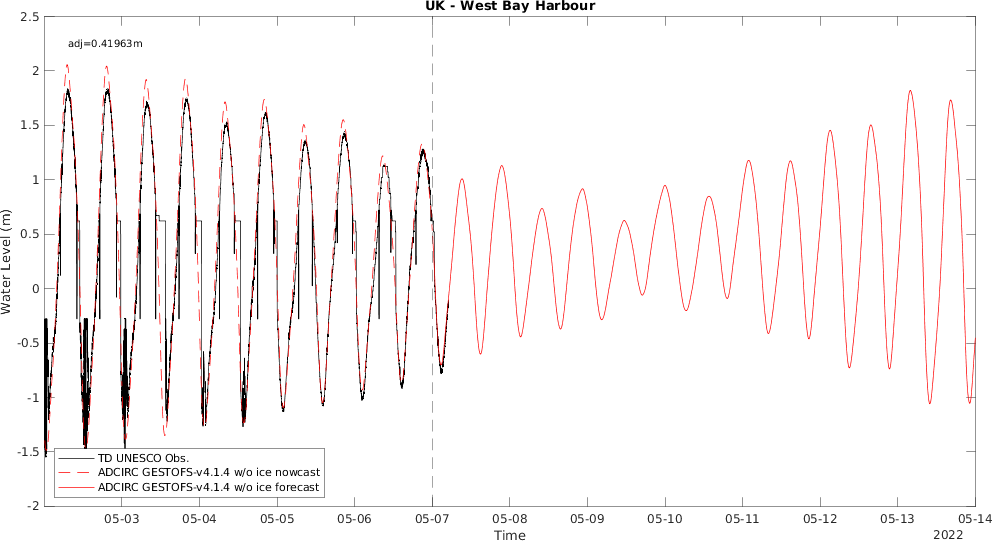 UK - West Bay Harbour
2.5
adj=0.41963m
2
1.5
1
0.5
0
-0.5
-1
-1.5
-2
Water Level (m)
TD UNESCO Obs.
ADCIRC GESTOFS-v4.1.4 w/o ice nowcast
ADCIRC GESTOFS-v4.1.4 w/o ice forecast
05-03 05-04 05-05 05-06 05-07 05-08 05-09 05-10 05-11 05-12 05-13 05-14
Time
2022